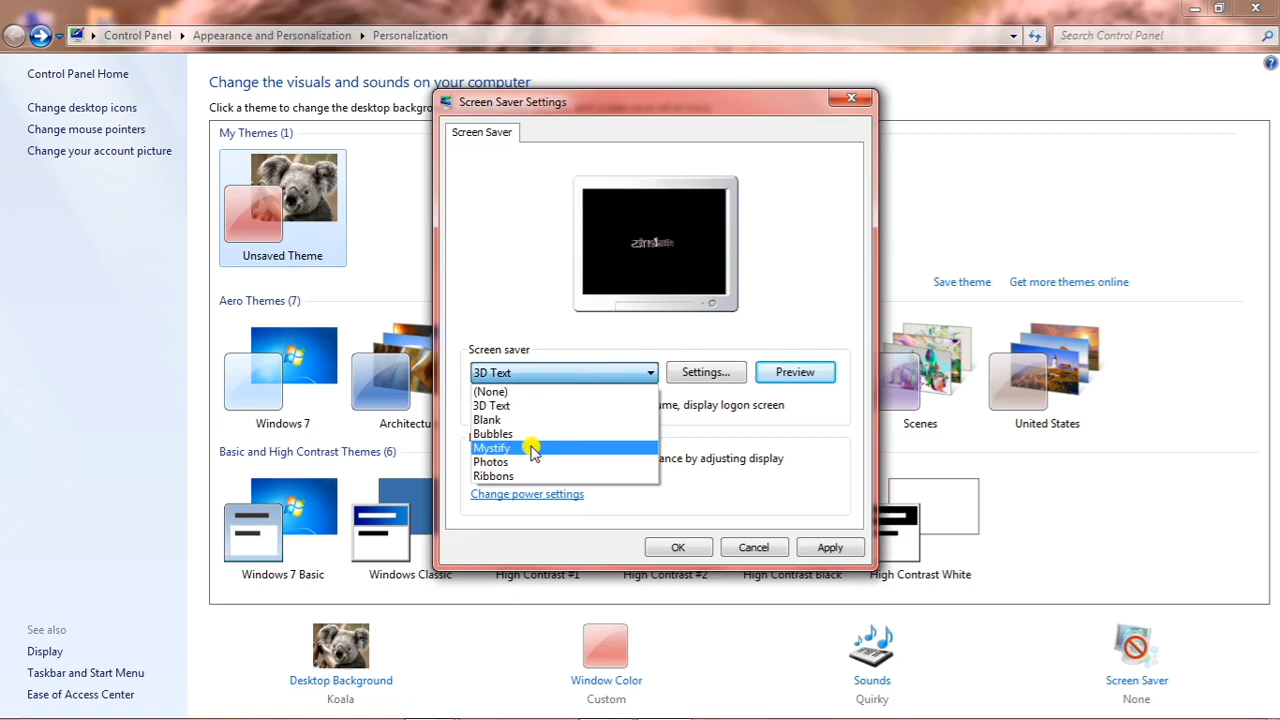 Control Panel
Appearance and Personalization
Personalization
Search Control Panel
Control Panel Home
Change desktop icons
Change mouse pointers
Change your account picture
See also
Display
Taskbar and Start Menu
Ease of Access Center
Change the visuals and sounds on your computer
Click a theme to change the desktop
My Themes (1)
Unsaved Theme
Save theme
Get more themes online
Aero Themes (7)
Windows 7
Scenes
United States
Basic and High Contrast Themes (6)
Windows 7 Basic
Windows Classic
High Contrast #1
High Contrast #2
High Contrast Black
High Contrast White
Desktop Background
Koala
Window Color
Custom
Sounds
Quirky
Screen Saver
None
Screen Saver Settings
Screen Saver
Screen saver
3D Text
Settings...
Preview
(None)
3D Text
Blank
Bubbles
Mystify
Photos
Ribbons
display logon screen
by adjusting display
Change power settings
OK
Cancel
Apply